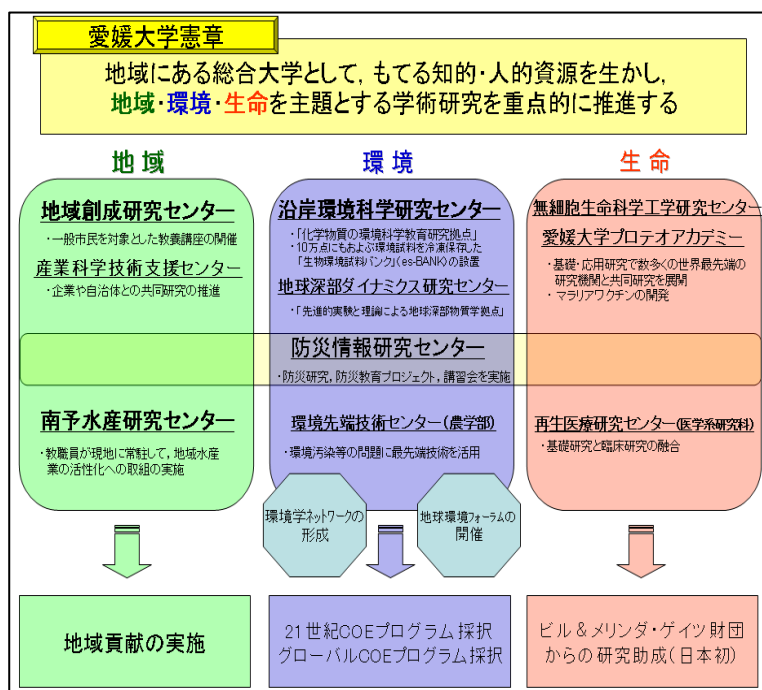 愛媛大学憲章
地域にある総合大学として，もてる知的・人的資源を生かし，
地域・環境・生命を主題とする学術研究を重点的に推進する
地 域
地域創成研究センター
・一般市民を対象とした教養講座の開催
産業科学技術支援センター
・企業や自治体との共同研究の推進
環 境
沿岸環境科学研究センター
・「化学物質の環境科学教育研究拠点」
・10万点にもおよぶ環境試料を冷凍保存した
「生物環境試料バンク」（es-BANK）の設置
地球深部ダイナミクス研究センター
・「先進的実験と理論による地球深部物質学拠点」
生 命
無細胞生命科学工学研究センター
愛媛大学プロテオアカデミー
・基礎・応用研究で数多くの世界最先端の
研究機関と共同研究を展開
・マラリアワクチンの開発
防災情報研究センター
・防災研究，防災教育プロジェクト，講習会を実施
南予水産研究センター
・教職員が現地に常駐して，地域水産
業の活性化への取組の実施
環境先端技術センター（農学部）
・環境汚染等の問題に最先端技術を活用
再生医療研究センター（医学系研究科）
・基礎研究と臨床研究の融合
環境学ネットワークの
形成
地球環境フォーラムの
開催
地域貢献の実施
21世紀COEプログラム採択
グローバルCOEプログラム採択
ビル＆メリンダ・ゲイツ財団
からの研究助成（日本初）